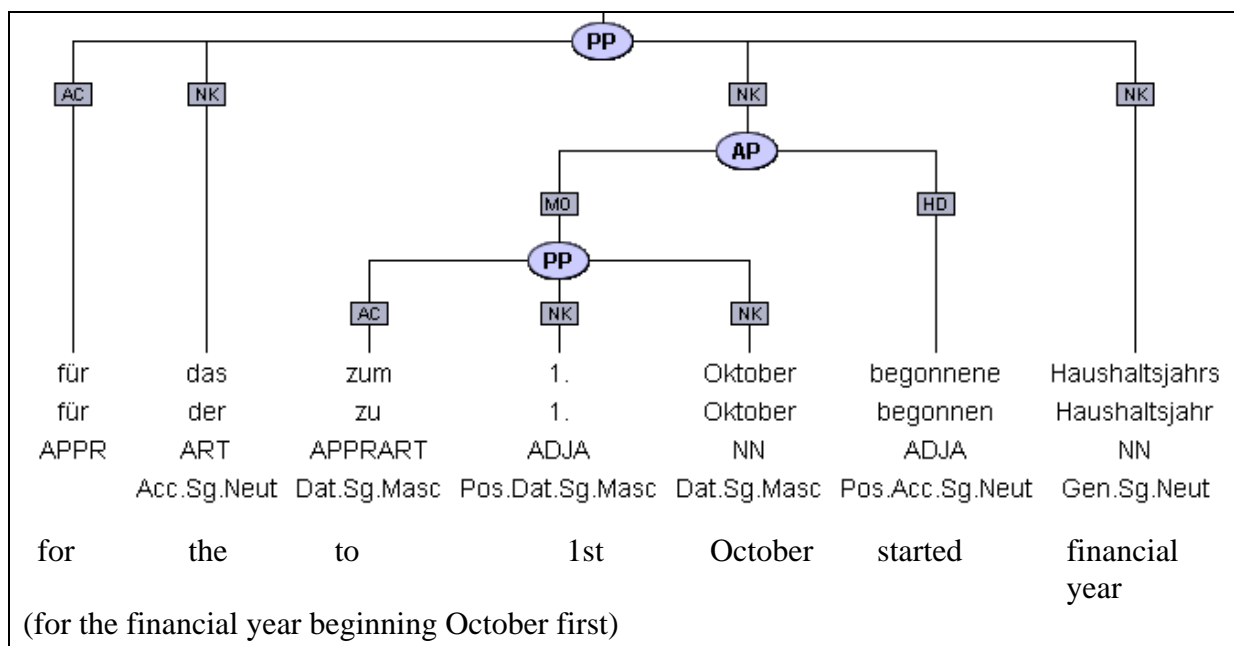 PP
AC NK NK NK
AP
MO HD
PP
AC NK NK
für das zum 1. Oktober begonnene Haushaltsjahrs
für der zu 1. Oktober begonnen Haushaltsjahr
APPR ART APPRART ADJA NN ADJA NN
Acc.Sg.Neut Dat.Sg.Masc Pos.Dat.Sg.Masc Dat.Sg.Masc Pos.Acc.Sg.Neut Gen.Sg.Neut
for the to 1st October started financial
year
(for the financial year beginning October first)